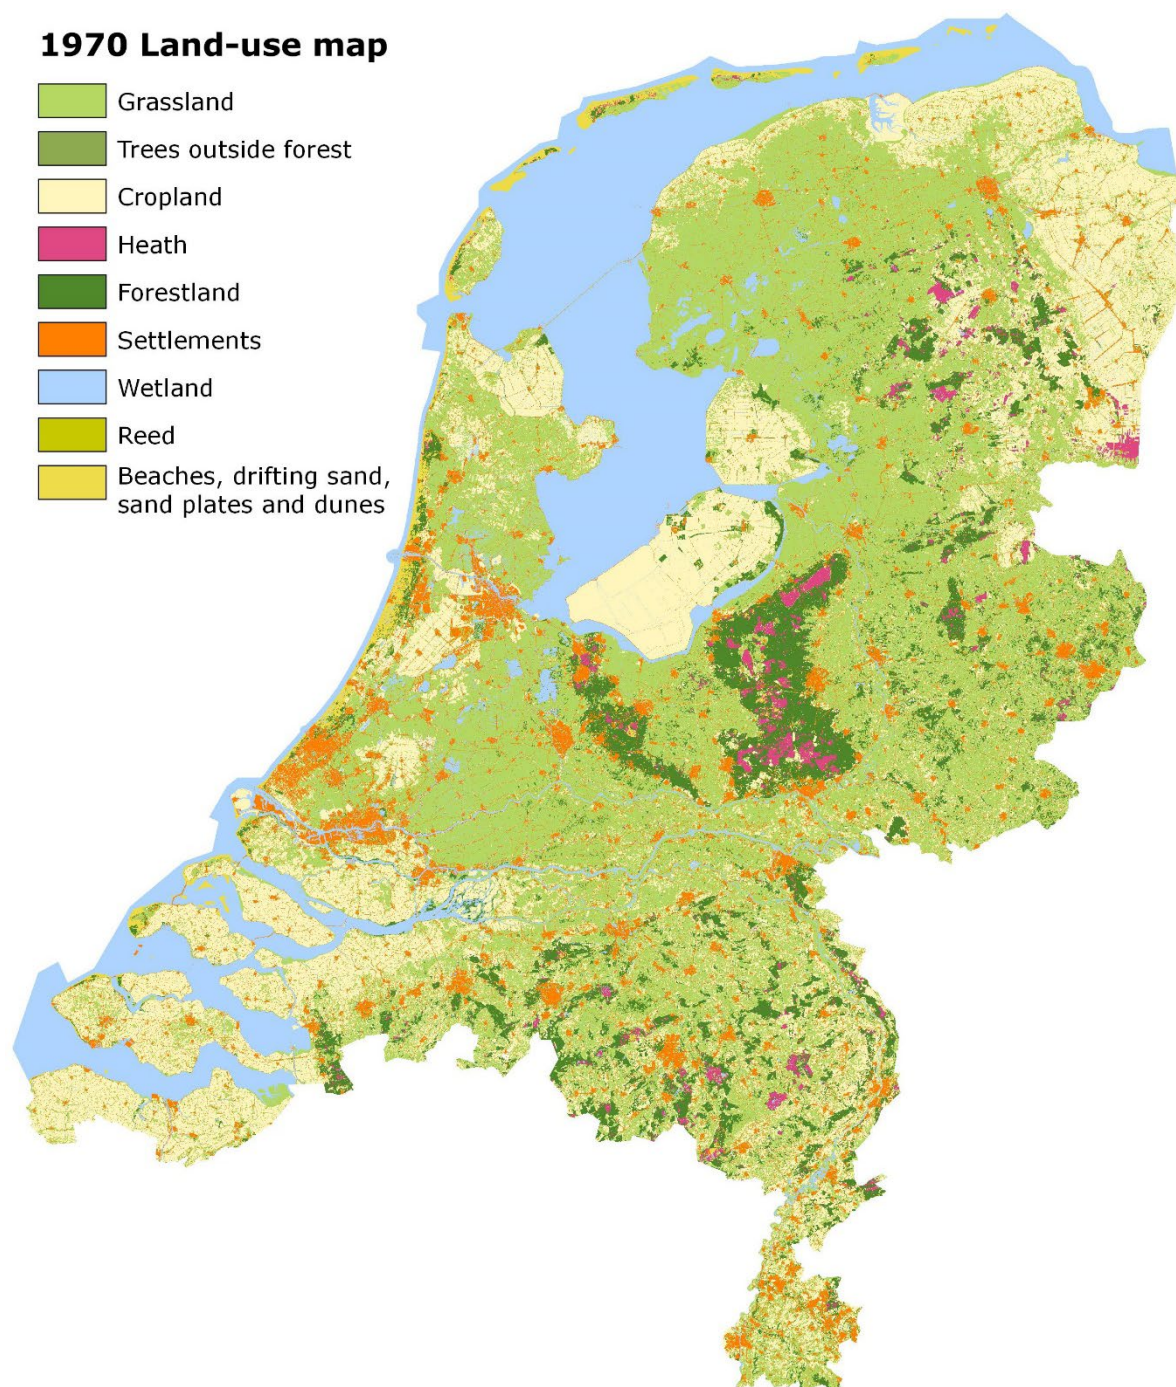 1970 Land-use map
Grassland
Trees outside forest
Cropland
Heath
Forestland
Settlements
Wetland
Reed
Beaches, drifting sand,
sand plates and dunes